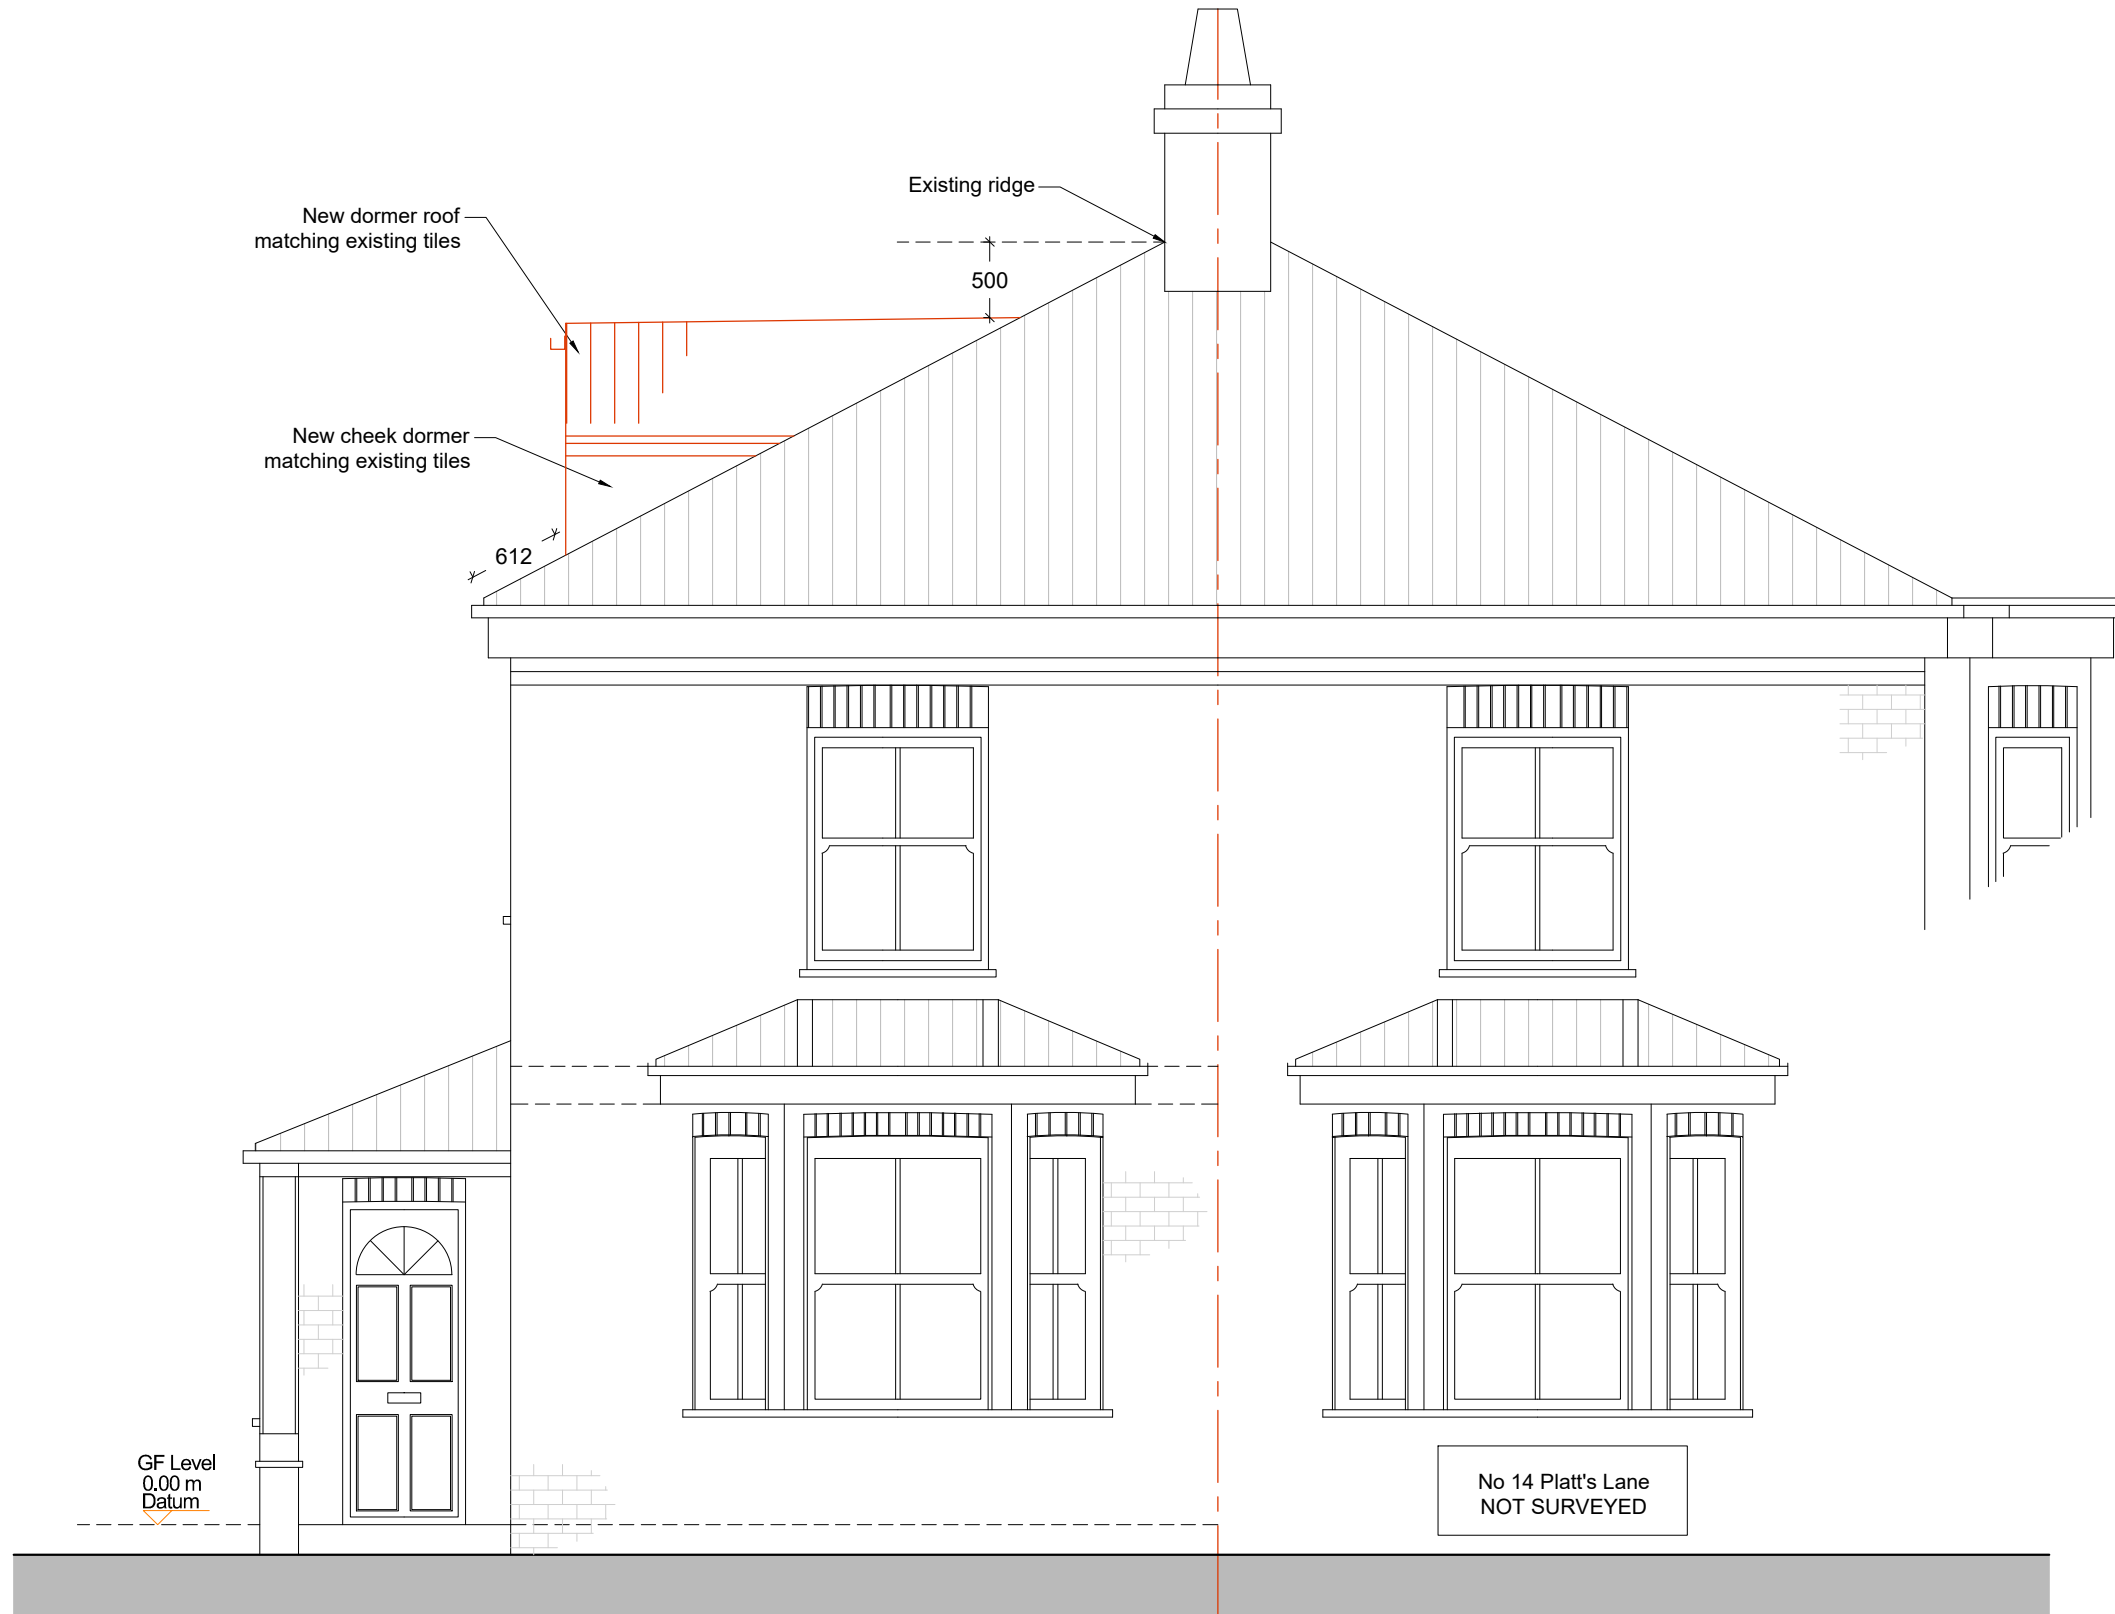 Existing ridge
New dormer roof
matching existing tiles
500
New cheek dormer
matching existing tiles
612
GF Level
0.00 m
Datum
No 14 Platt's Lane
NOT SURVEYED